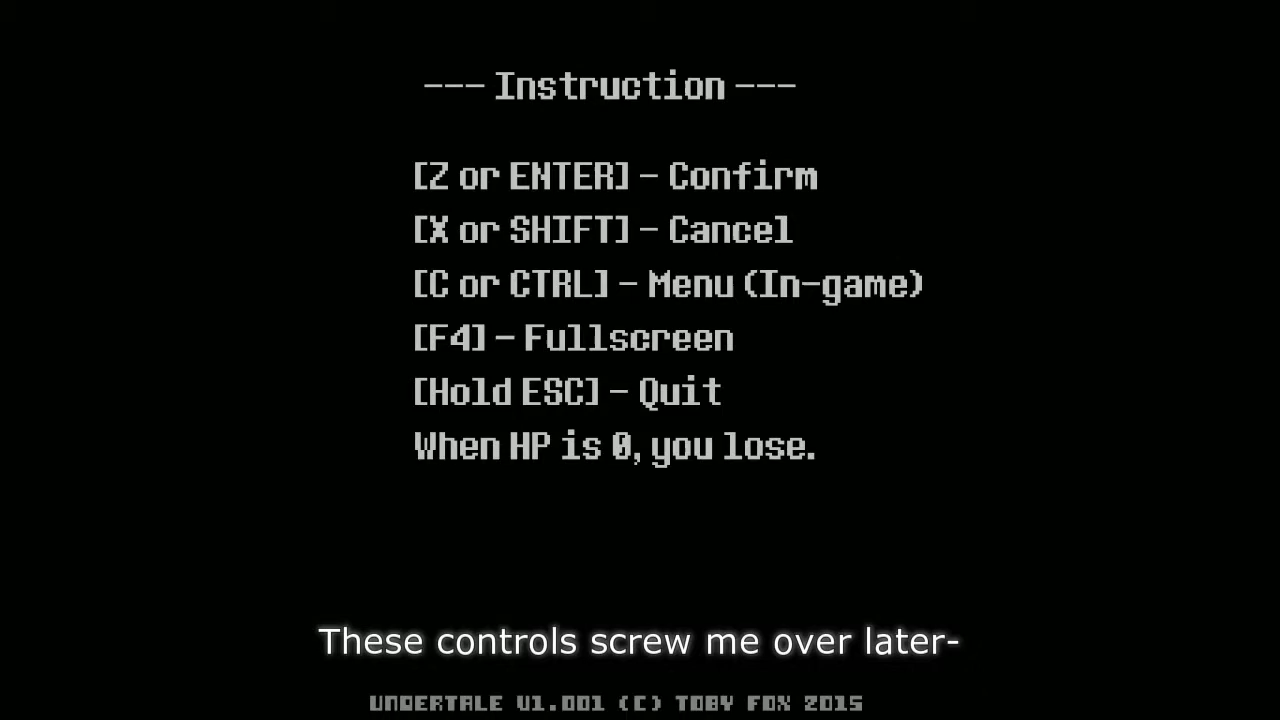 --- Instruction ---
[Z or ENTER] - Confirm
[X or SHIFT] - Cancel
[C or CTRL] - Menu (In-game)
[F4] - Fullscreen
[Hold ESC] - Quit
When HP is 0, you lose.
These controls screw me over later-
UNDERTALE V1.001 (C) TOBY FOX 2015